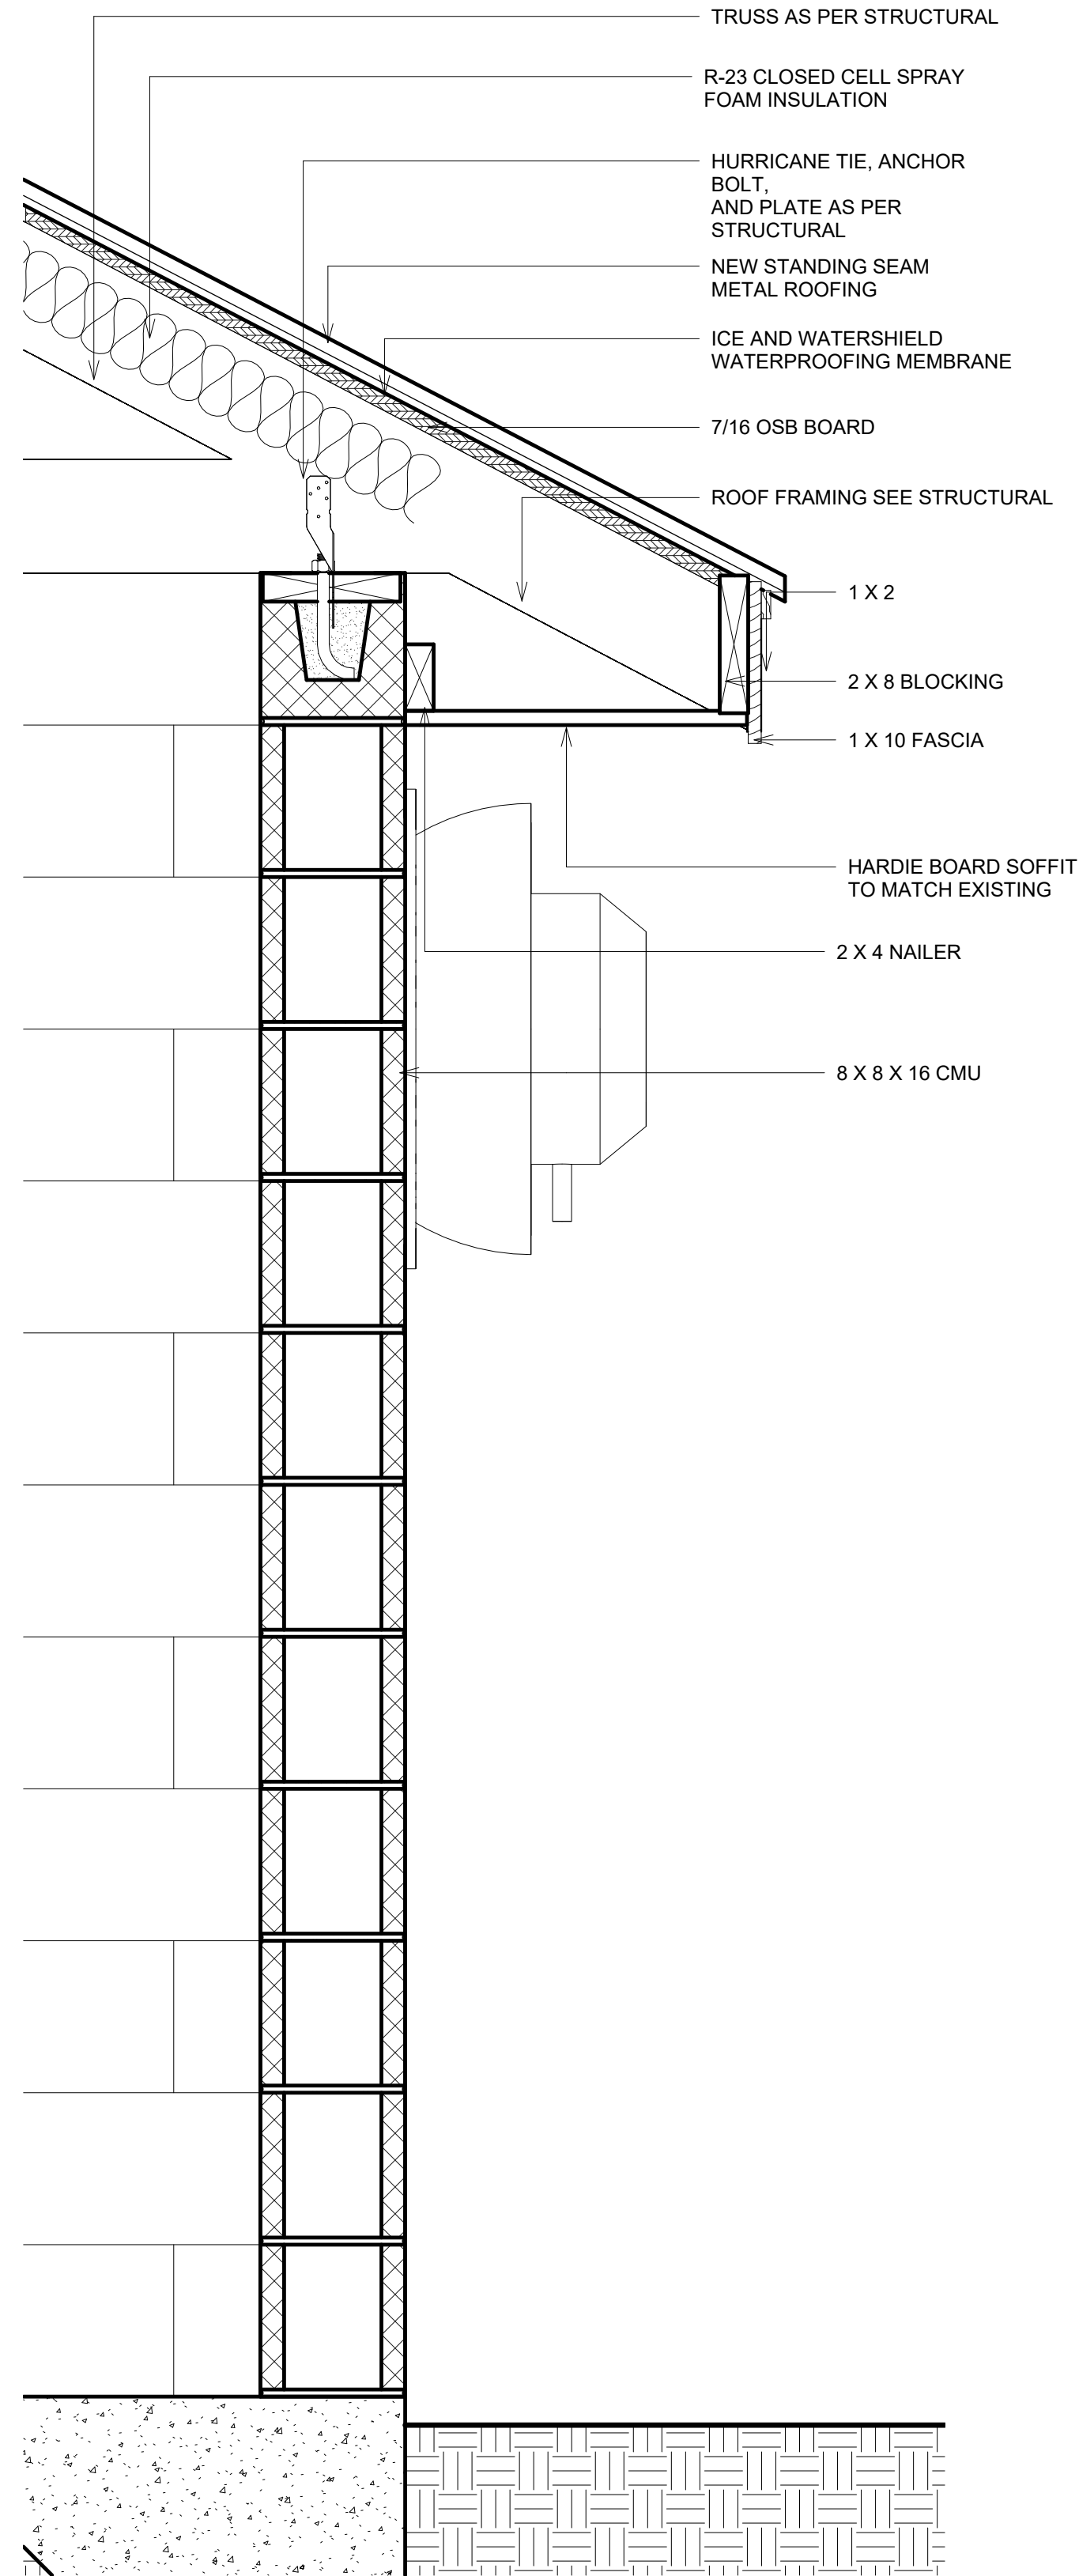 TRUSS AS PER STRUCTURAL
R-23 CLOSED CELL SPRAY
FOAM INSULATION
HURRICANE TIE, ANCHOR
BOLT,
AND PLATE AS PER
STRUCTURAL
NEW STANDING SEAM
METAL ROOFING
ICE AND WATERSHIELD
WATERPROOFING MEMBRANE
7/16 OSB BOARD
ROOF FRAMING SEE STRUCTURAL
1 X 2
2 X 8 BLOCKING
1 X 10 FASCIA
HARDIE BOARD SOFFIT
TO MATCH EXISTING
2 X 4 NAILER
8 X 8 X 16 CMU